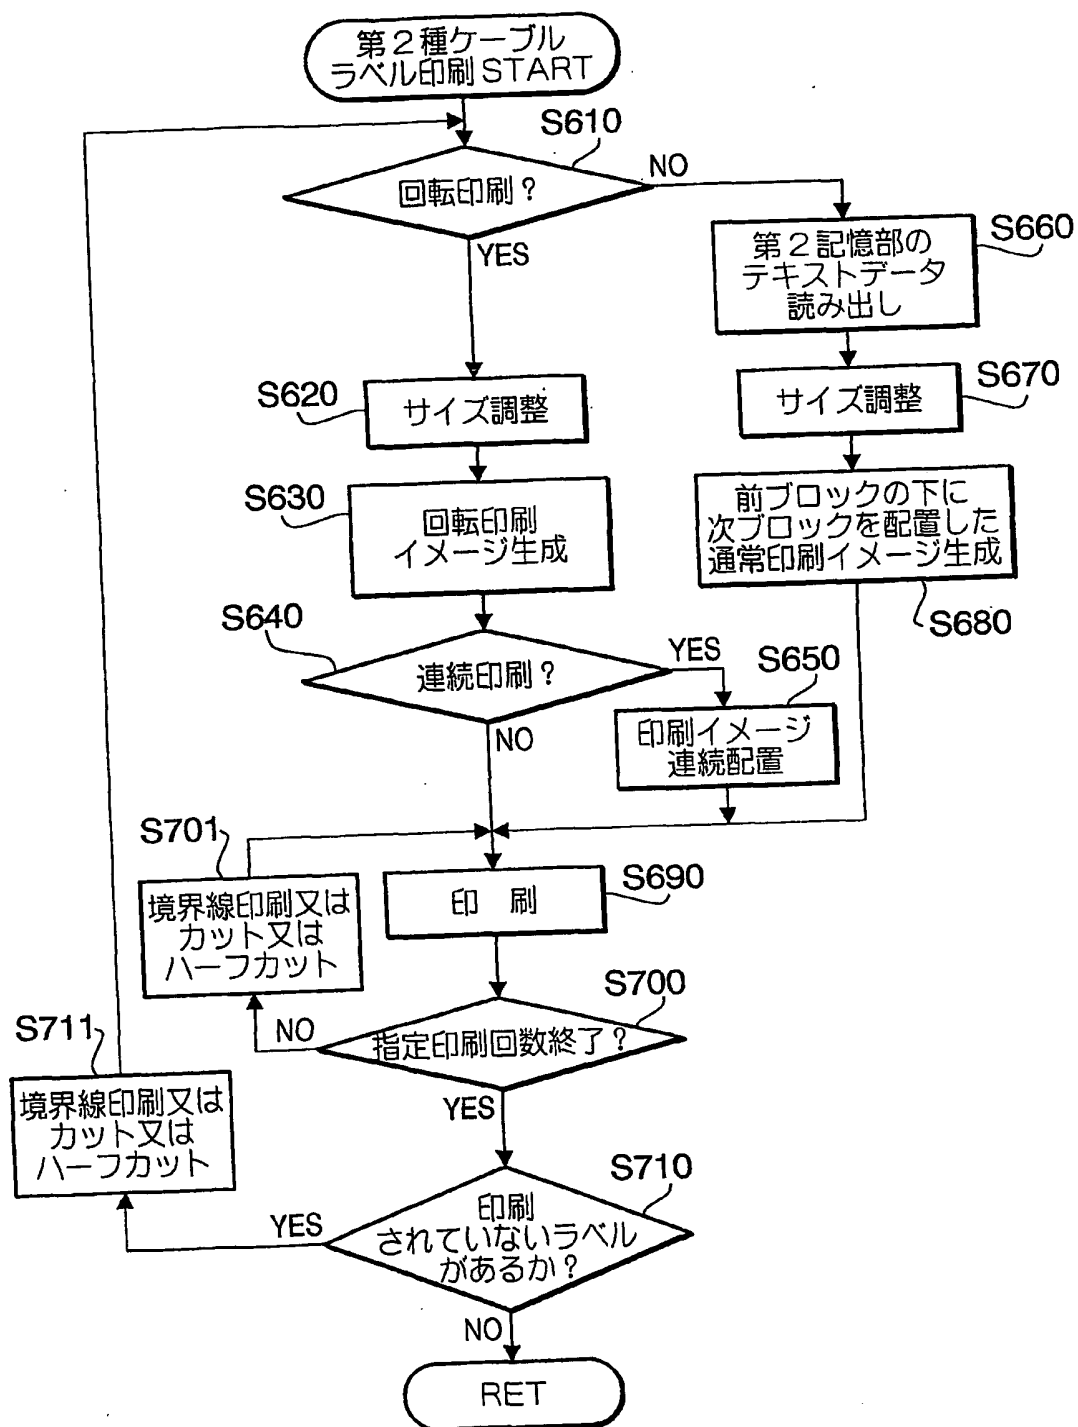 第２種ケーブル
ラベル印刷 START
S610
回転印刷？
NO
YES
S660
第２記憶部の
テキストデータ
読み出し
S620
サイズ調整
S670
サイズ調整
S630
回転印刷
イメージ生成
前ブロックの下に
次ブロックを配置した
通常印刷イメージ生成
S680
S640
連続印刷？
YES
NO
S650
印刷イメージ
連続配置
S701
境界線印刷又は
カット又は
ハーフカット
S690
印　刷
S700
指定印刷回数終了？
NO
YES
S711
境界線印刷又は
カット又は
ハーフカット
S710
印刷
されていないラベル
があるか？
YES
NO
RET